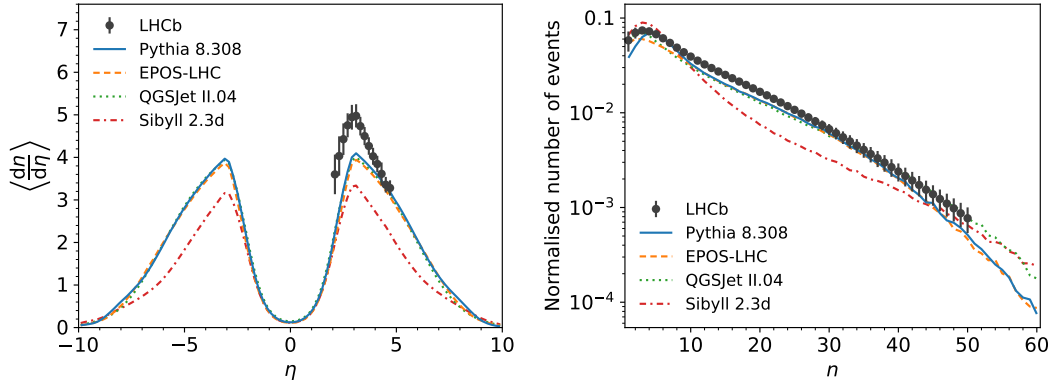 7
6
5
4
3
2
1
0
⟨dn/dη⟩
LHCb
Pythia 8.308
EPOS-LHC
QGSJet II.04
Sibyll 2.3d
−10
−5
0
5
10
η
0.1
10⁻²
10⁻³
10⁻⁴
Normalised number of events
LHCb
Pythia 8.308
EPOS-LHC
QGSJet II.04
Sibyll 2.3d
10
20
30
40
50
60
n